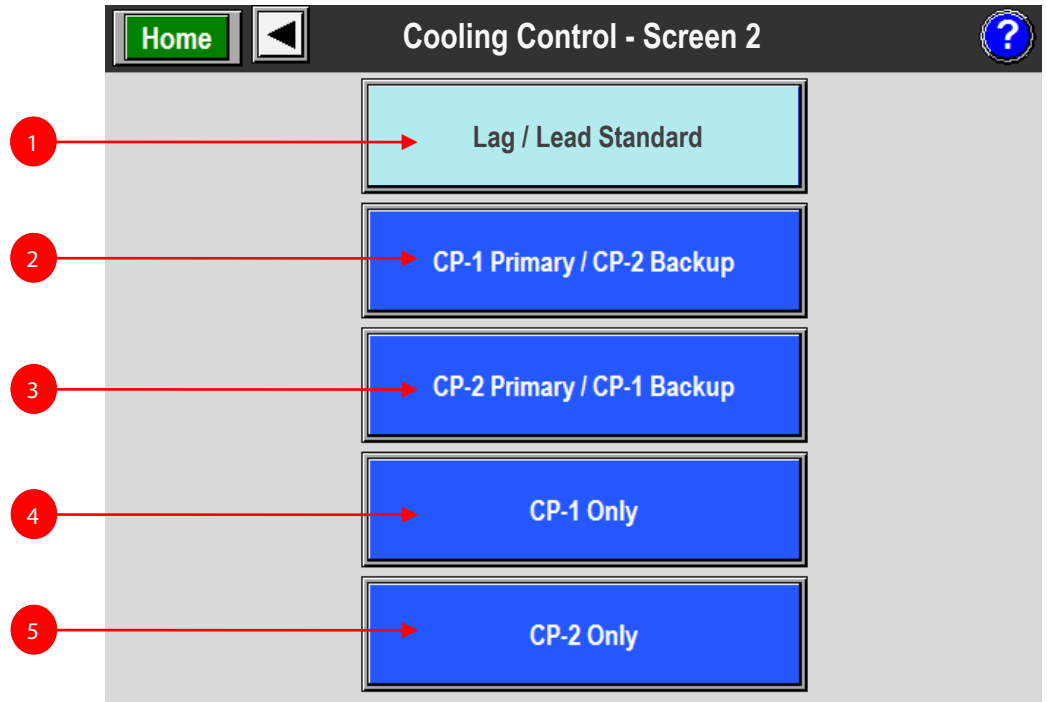 Home
Cooling Control - Screen 2
?
1
Lag / Lead Standard
2
CP-1 Primary / CP-2 Backup
3
CP-2 Primary / CP-1 Backup
4
CP-1 Only
5
CP-2 Only